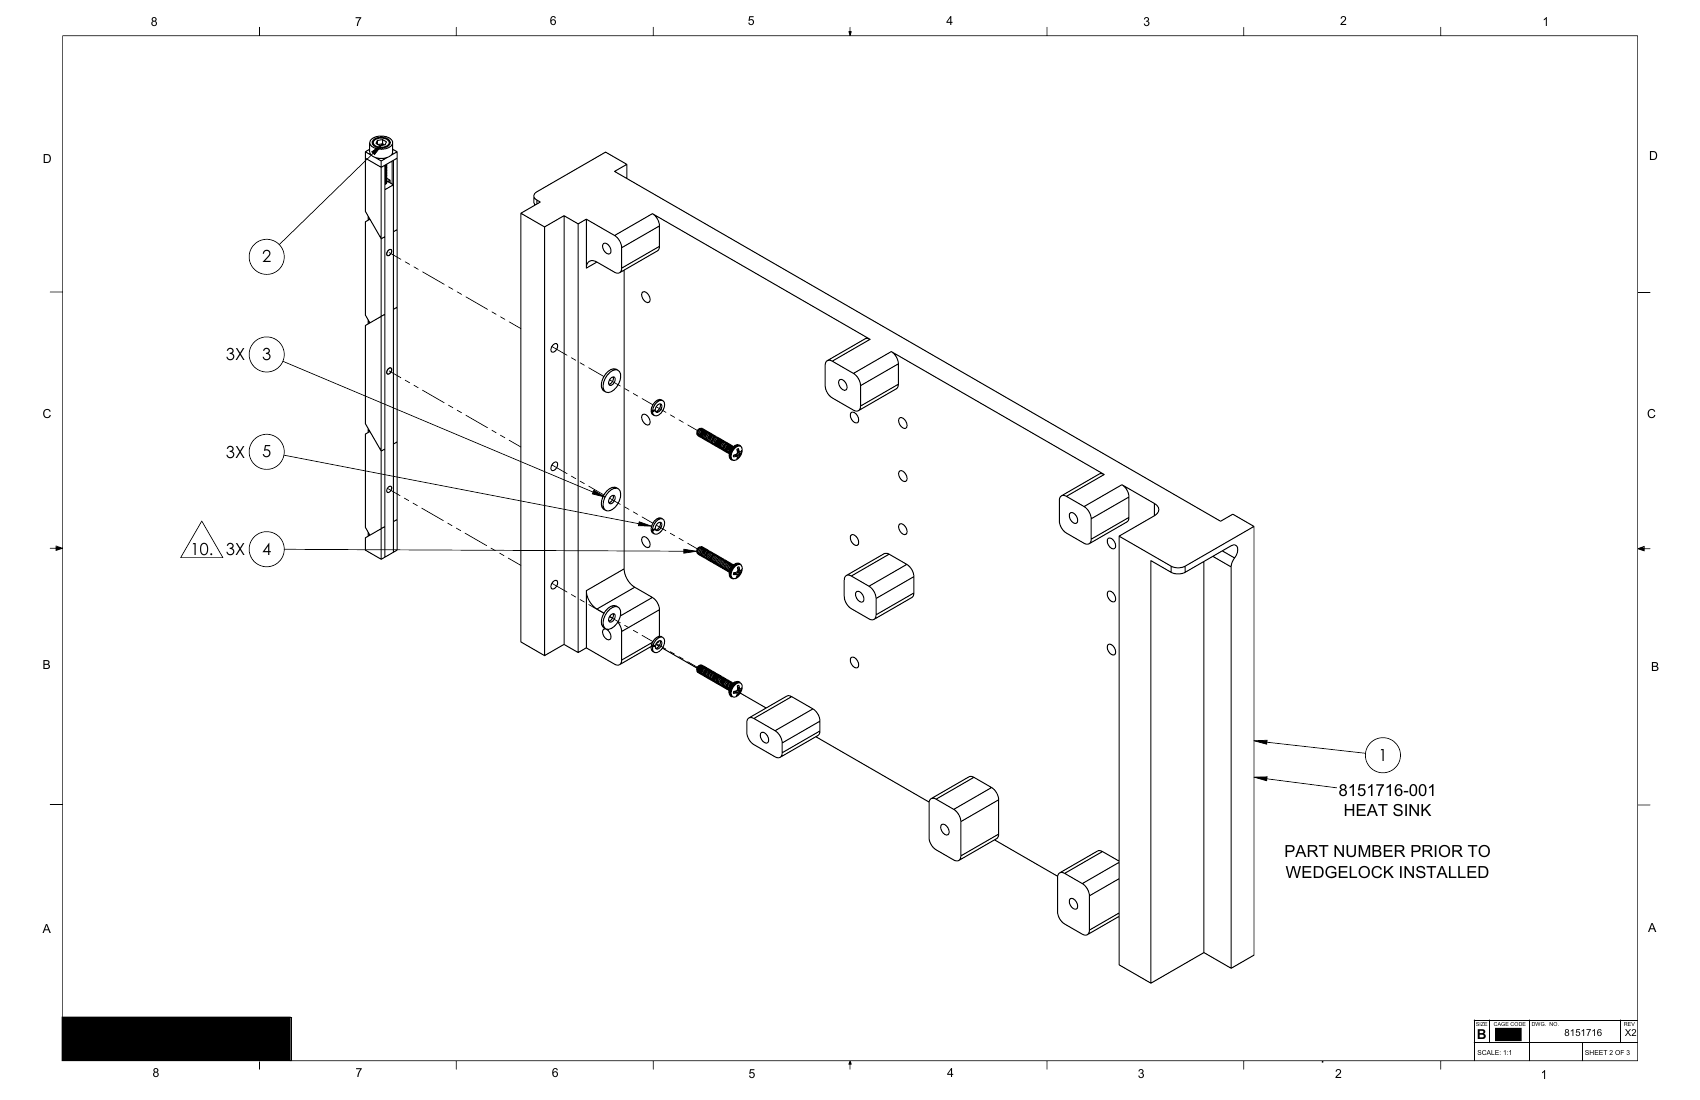 8 7 6 5 4 3 2 1
D D
2
3X 3
C C
3X 5
10. 3X 4
B B
1
8151716-001
HEAT SINK
PART NUMBER PRIOR TO
WEDGELOCK INSTALLED
A A
SIZE CAGE CODE DWG. NO. REV
B 8151716 X2
SCALE: 1:1 SHEET 2 OF 3
8 7 6 5 4 3 2 1